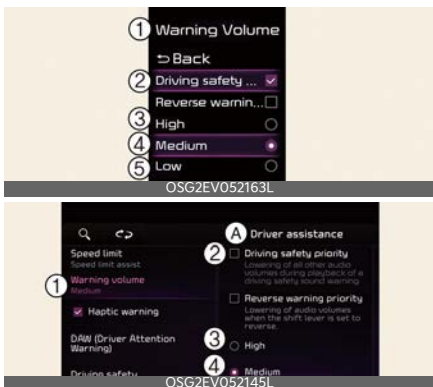 ① Warning Volume
⮌ Back
② Driving safety ...
Reverse warnin...
③ High
④ Medium
⑤ Low
OSG2EV052163L
Ⓐ Driver assistance
Speed limit
Speed limit assist
① Warning volume
Medium
Haptic warning
DAW (Driver Attention
Warning)
Driving safety
② Driving safety priority
Lowering of all other audio
volumes during playback of a
driving safety sound warning.
Reverse warning priority
Lowering of audio volumes
when the shift lever is set to
reverse.
③ High
④ Medium
OSG2EV052145L